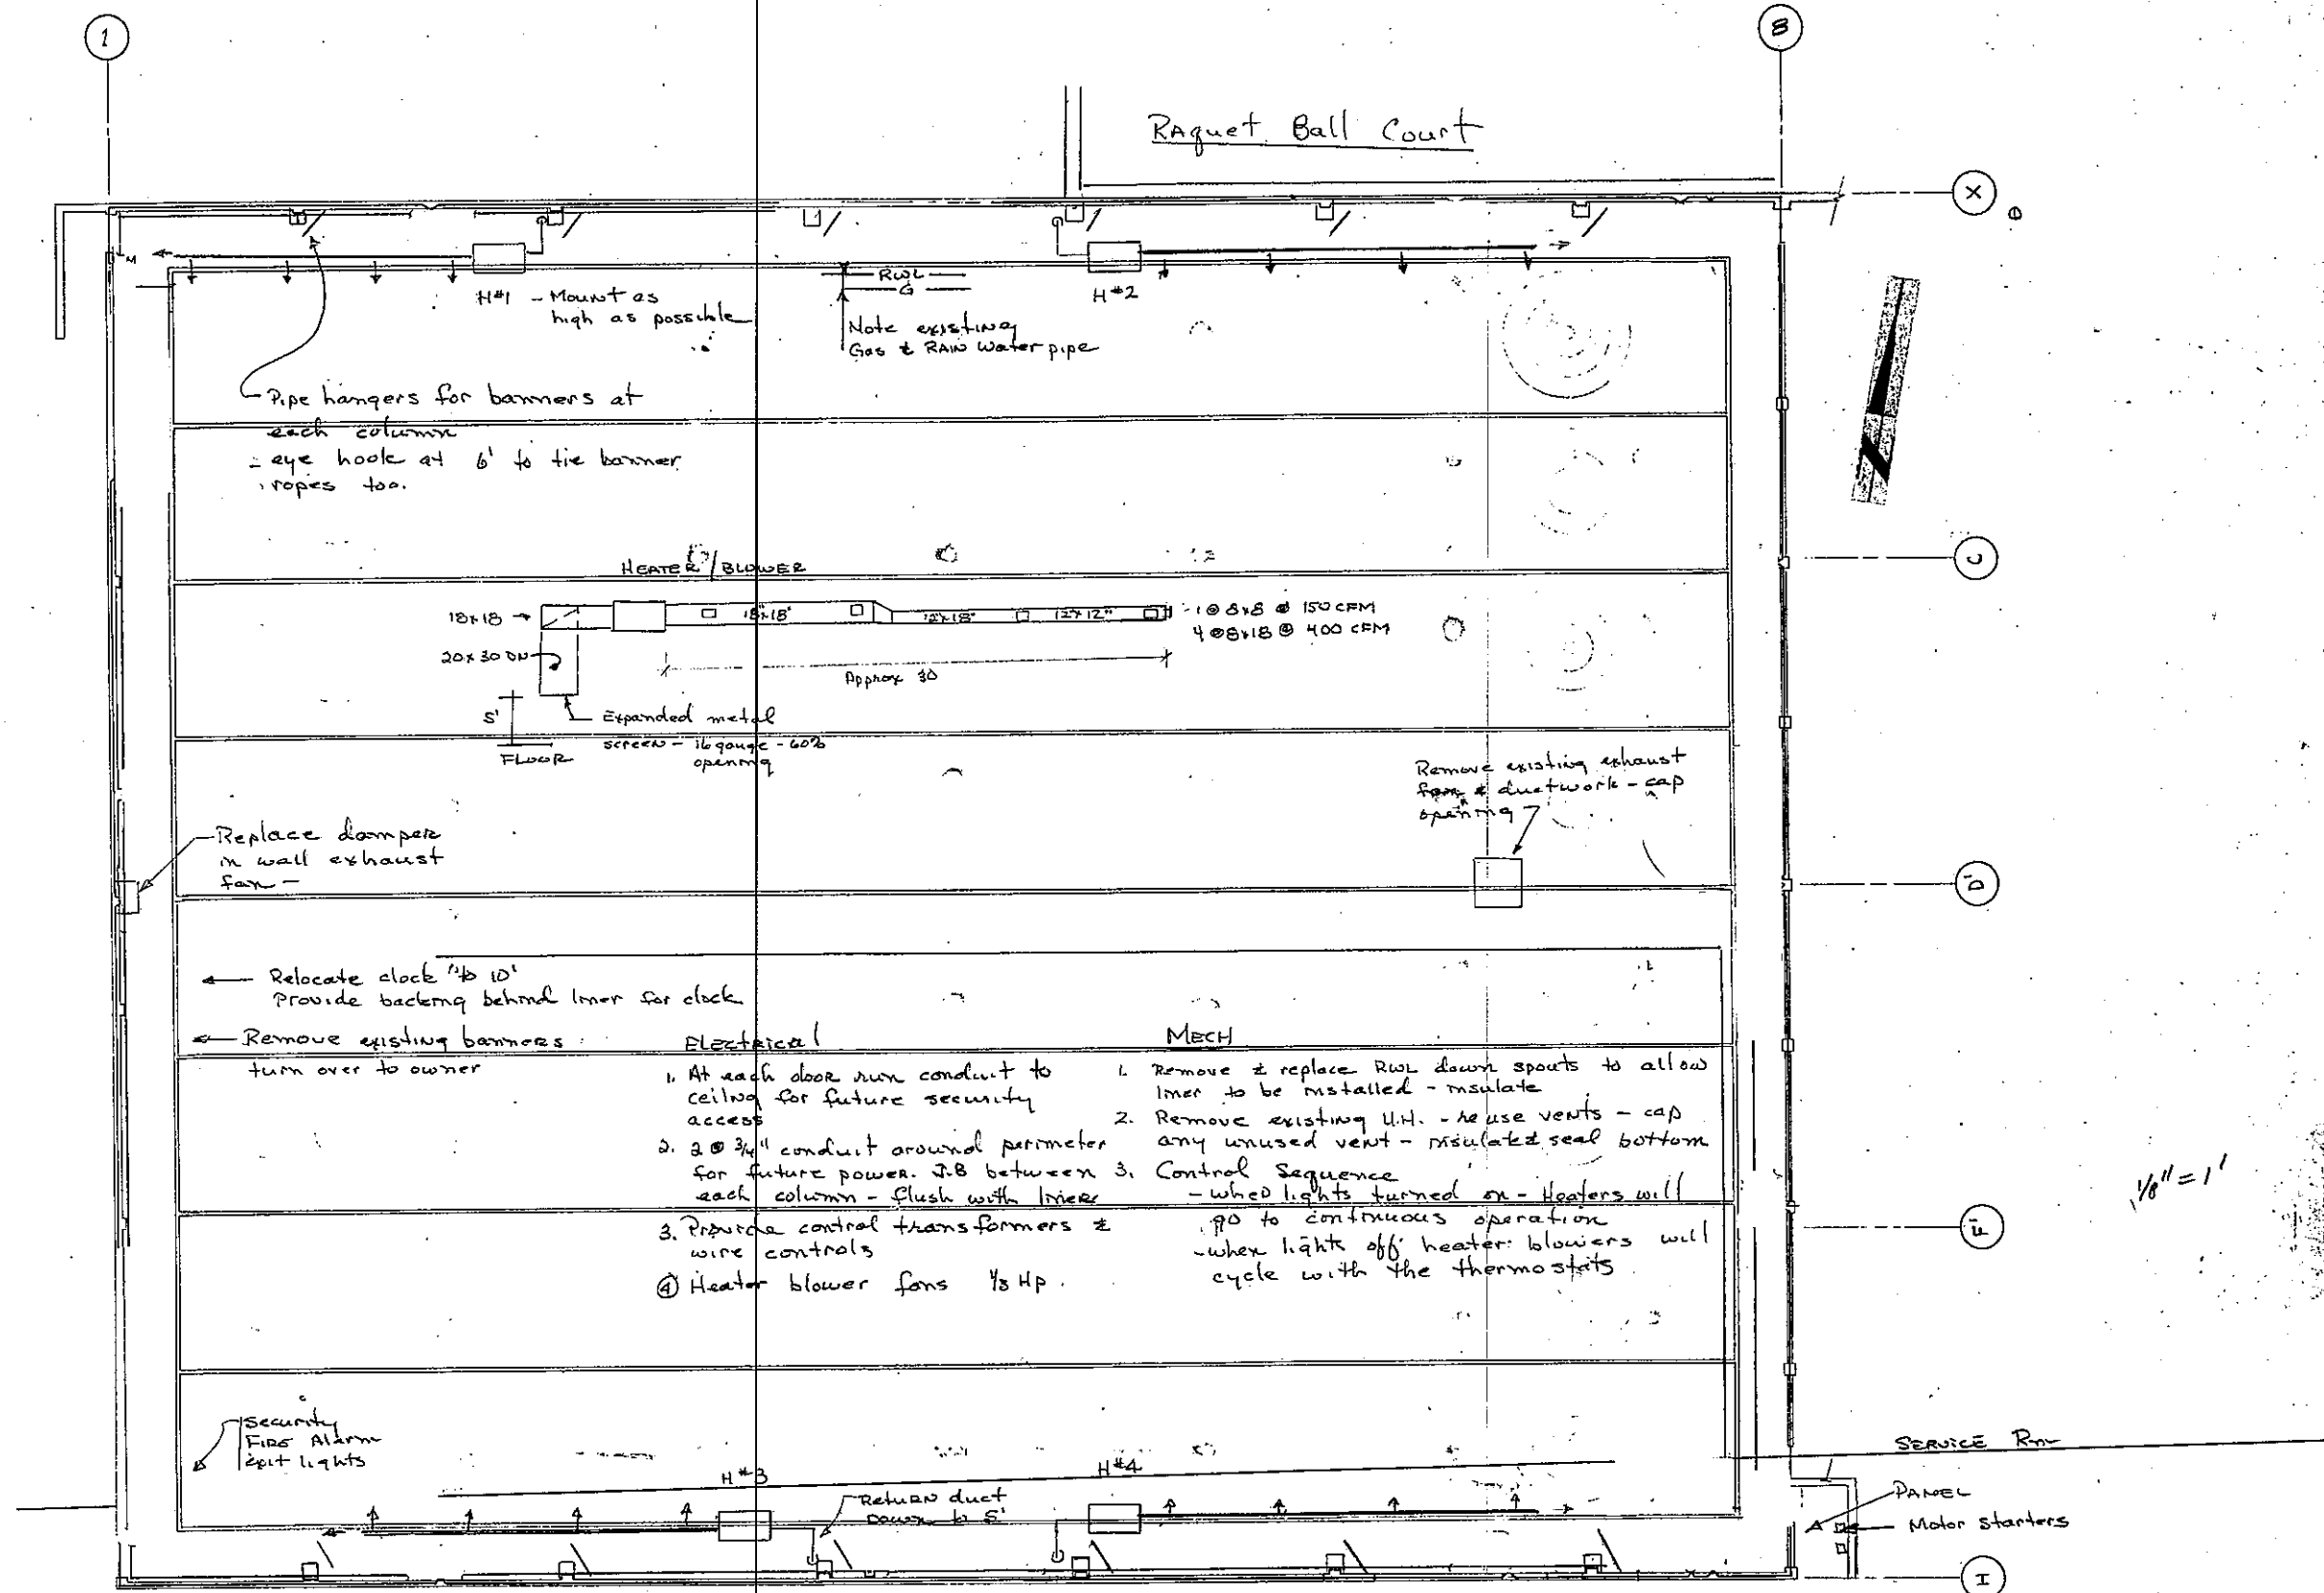 1
8
RAquet Ball Court
X
M
RWL
G
H#1 - Mount as
high as possible
H#2
Note existing
Gas & RAIN Water pipe
Pipe hangers for banners at
each column
- eye hook at 6' to tie banner
ropes too.
HEATER/BLOWER
18x18
18x18"
12x18"
12x12"
1@8x8 @ 150 CFM
4@8x18 @ 400 CFM
20x30 DN
Approx 30
5'
Expanded metal
screen - 16 gauge - 60%
opening
FLOOR
Remove existing exhaust
fan & ductwork - cap
opening
Replace damper
in wall exhaust
fan -
D
Relocate clock to 10'
Provide backing behind liner for clock
Remove existing banners
turn over to owner
Electrical
1. At each door run conduit to
ceiling for future security
access
2. 2 @ 3/4" conduit around perimeter
for future power. J.B between
each column - flush with liner
3. Provide control transformers &
wire controls
④ Heater blower fans 1/3 Hp.
MECH
1. Remove & replace RWL down spouts to allow
liner to be installed - insulate
2. Remove existing U.H. - re use vents - cap
any unused vent - insulate & seal bottom
3. Control Sequence
- when lights turned on - Heaters will
go to continuous operation
- when lights off heater blowers will
cycle with the thermostats
1/8" = 1'
Security
FIRE Alarm
Exit lights
H#3
H#4
Return duct
Down to 5'
SERVICE Rm
PANEL
Motor Starters
I